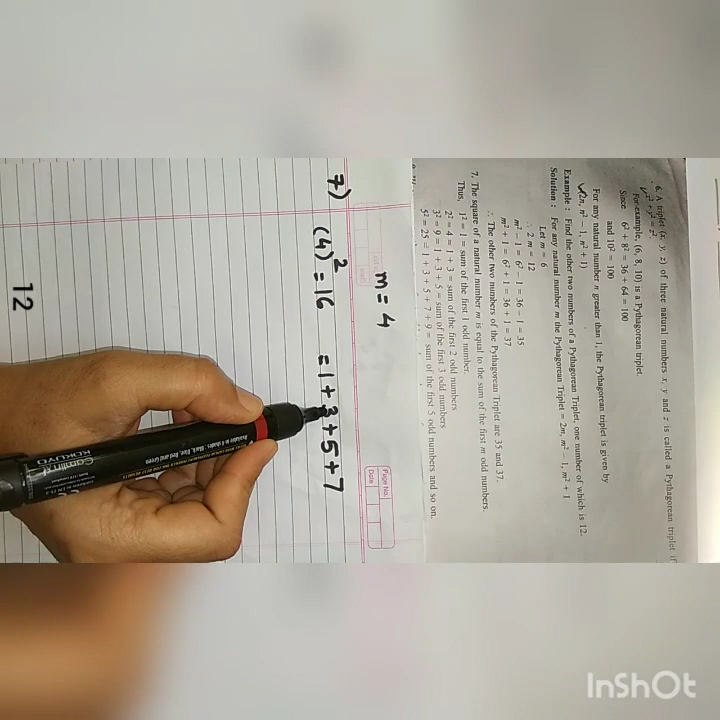 6. A triplet (x, y, z) of three natural numbers x, y and z is called a Pythagorean triplet if
x² + y² = z².
For example, (6, 8, 10) is a Pythagorean triplet.
Since 6² + 8² = 36 + 64 = 100
and 10² = 100
For any natural number n greater than 1, the Pythagorean triplet is given by
(2n, n² – 1, n² + 1)
Example : Find the other two numbers of a Pythagorean Triplet, one number of which is 12.
Solution : For any natural number m the Pythagorean Triplet = 2m, m² – 1, m² + 1
Let m = 6
∴ 2 m = 12
m² – 1 = 6² – 1 = 36 – 1 = 35
m² + 1 = 6² + 1 = 36 + 1 = 37
∴ The other two numbers of the Pythagorean Triplet are 35 and 37.
7. The square of a natural number m is equal to the sum of the first m odd numbers.
Thus, 1² = 1 = sum of the first 1 odd number.
2² = 4 = 1 + 3 = sum of the first 2 odd numbers
3² = 9 = 1 + 3 + 5 = sum of the first 3 odd numbers
5² = 25 = 1 + 3 + 5 + 7 + 9 = sum of the first 5 odd numbers and so on.
Page No.
Date
m = 4
7) (4)² = 16 = 1 + 3 + 5 + 7
12
Camlin
KOKUYO
InShOt